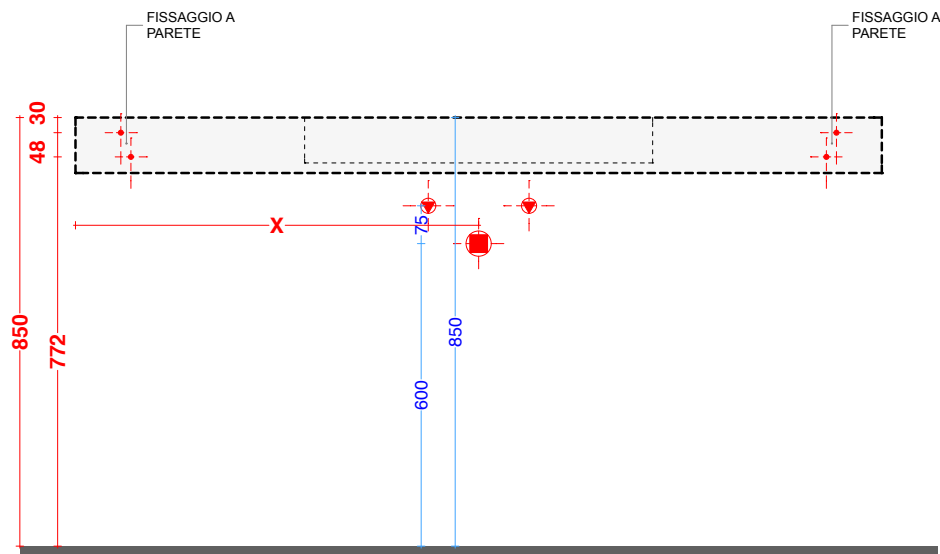 FISSAGGIO A
PARETE
FISSAGGIO A
PARETE
30
48
X
75
850
772
850
600